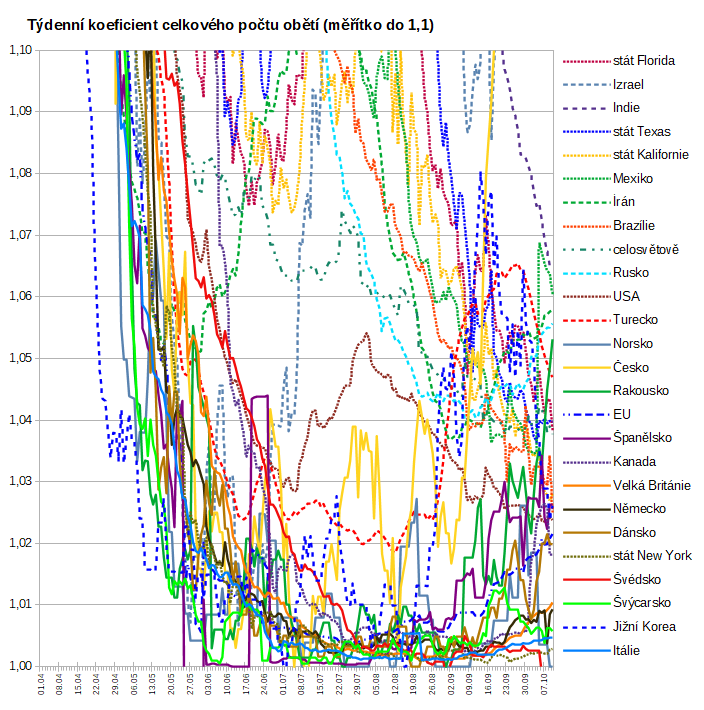 Týdenní koeficient celkového počtu obětí (měřítko do 1,1)
1,10
1,09
1,08
1,07
1,06
1,05
1,04
1,03
1,02
1,01
1,00
01.04
08.04
15.04
22.04
29.04
06.05
13.05
20.05
27.05
03.06
10.06
17.06
24.06
01.07
08.07
15.07
22.07
29.07
05.08
12.08
19.08
26.08
02.09
09.09
16.09
23.09
30.09
07.10
stát Florida
Izrael
Indie
stát Texas
stát Kalifornie
Mexiko
Írán
Brazílie
celosvětově
Rusko
USA
Turecko
Norsko
Česko
Rakousko
EU
Španělsko
Kanada
Velká Británie
Německo
Dánsko
stát New York
Švédsko
Švýcarsko
Jižní Korea
Itálie